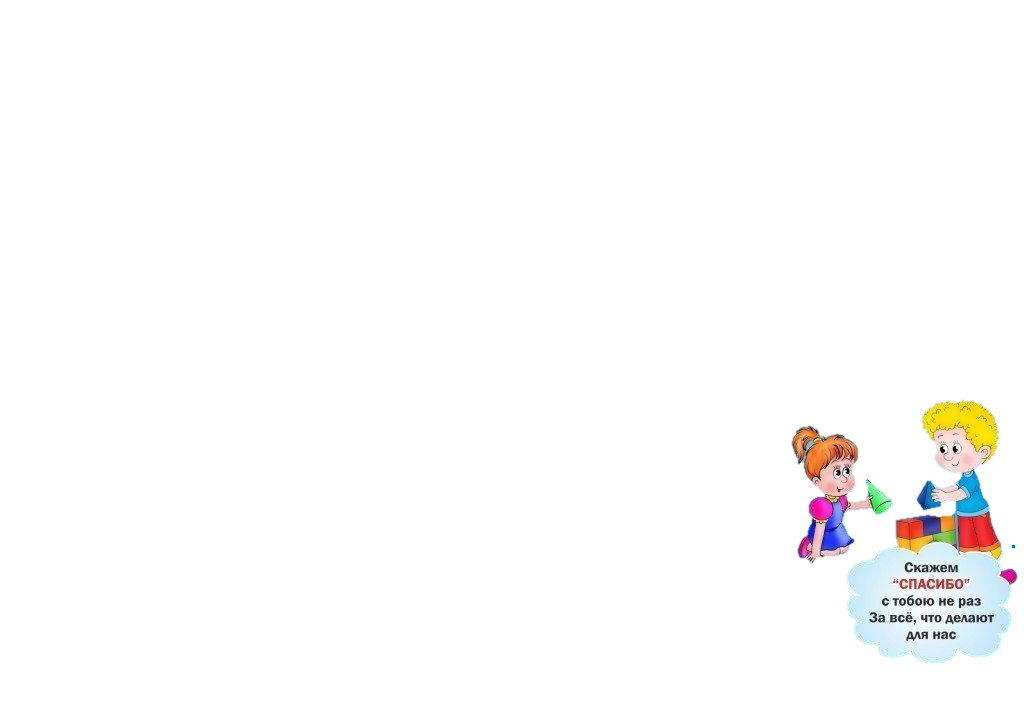 Скажем
“СПАСИБО”
с тобою не раз
За всё, что делают
для нас